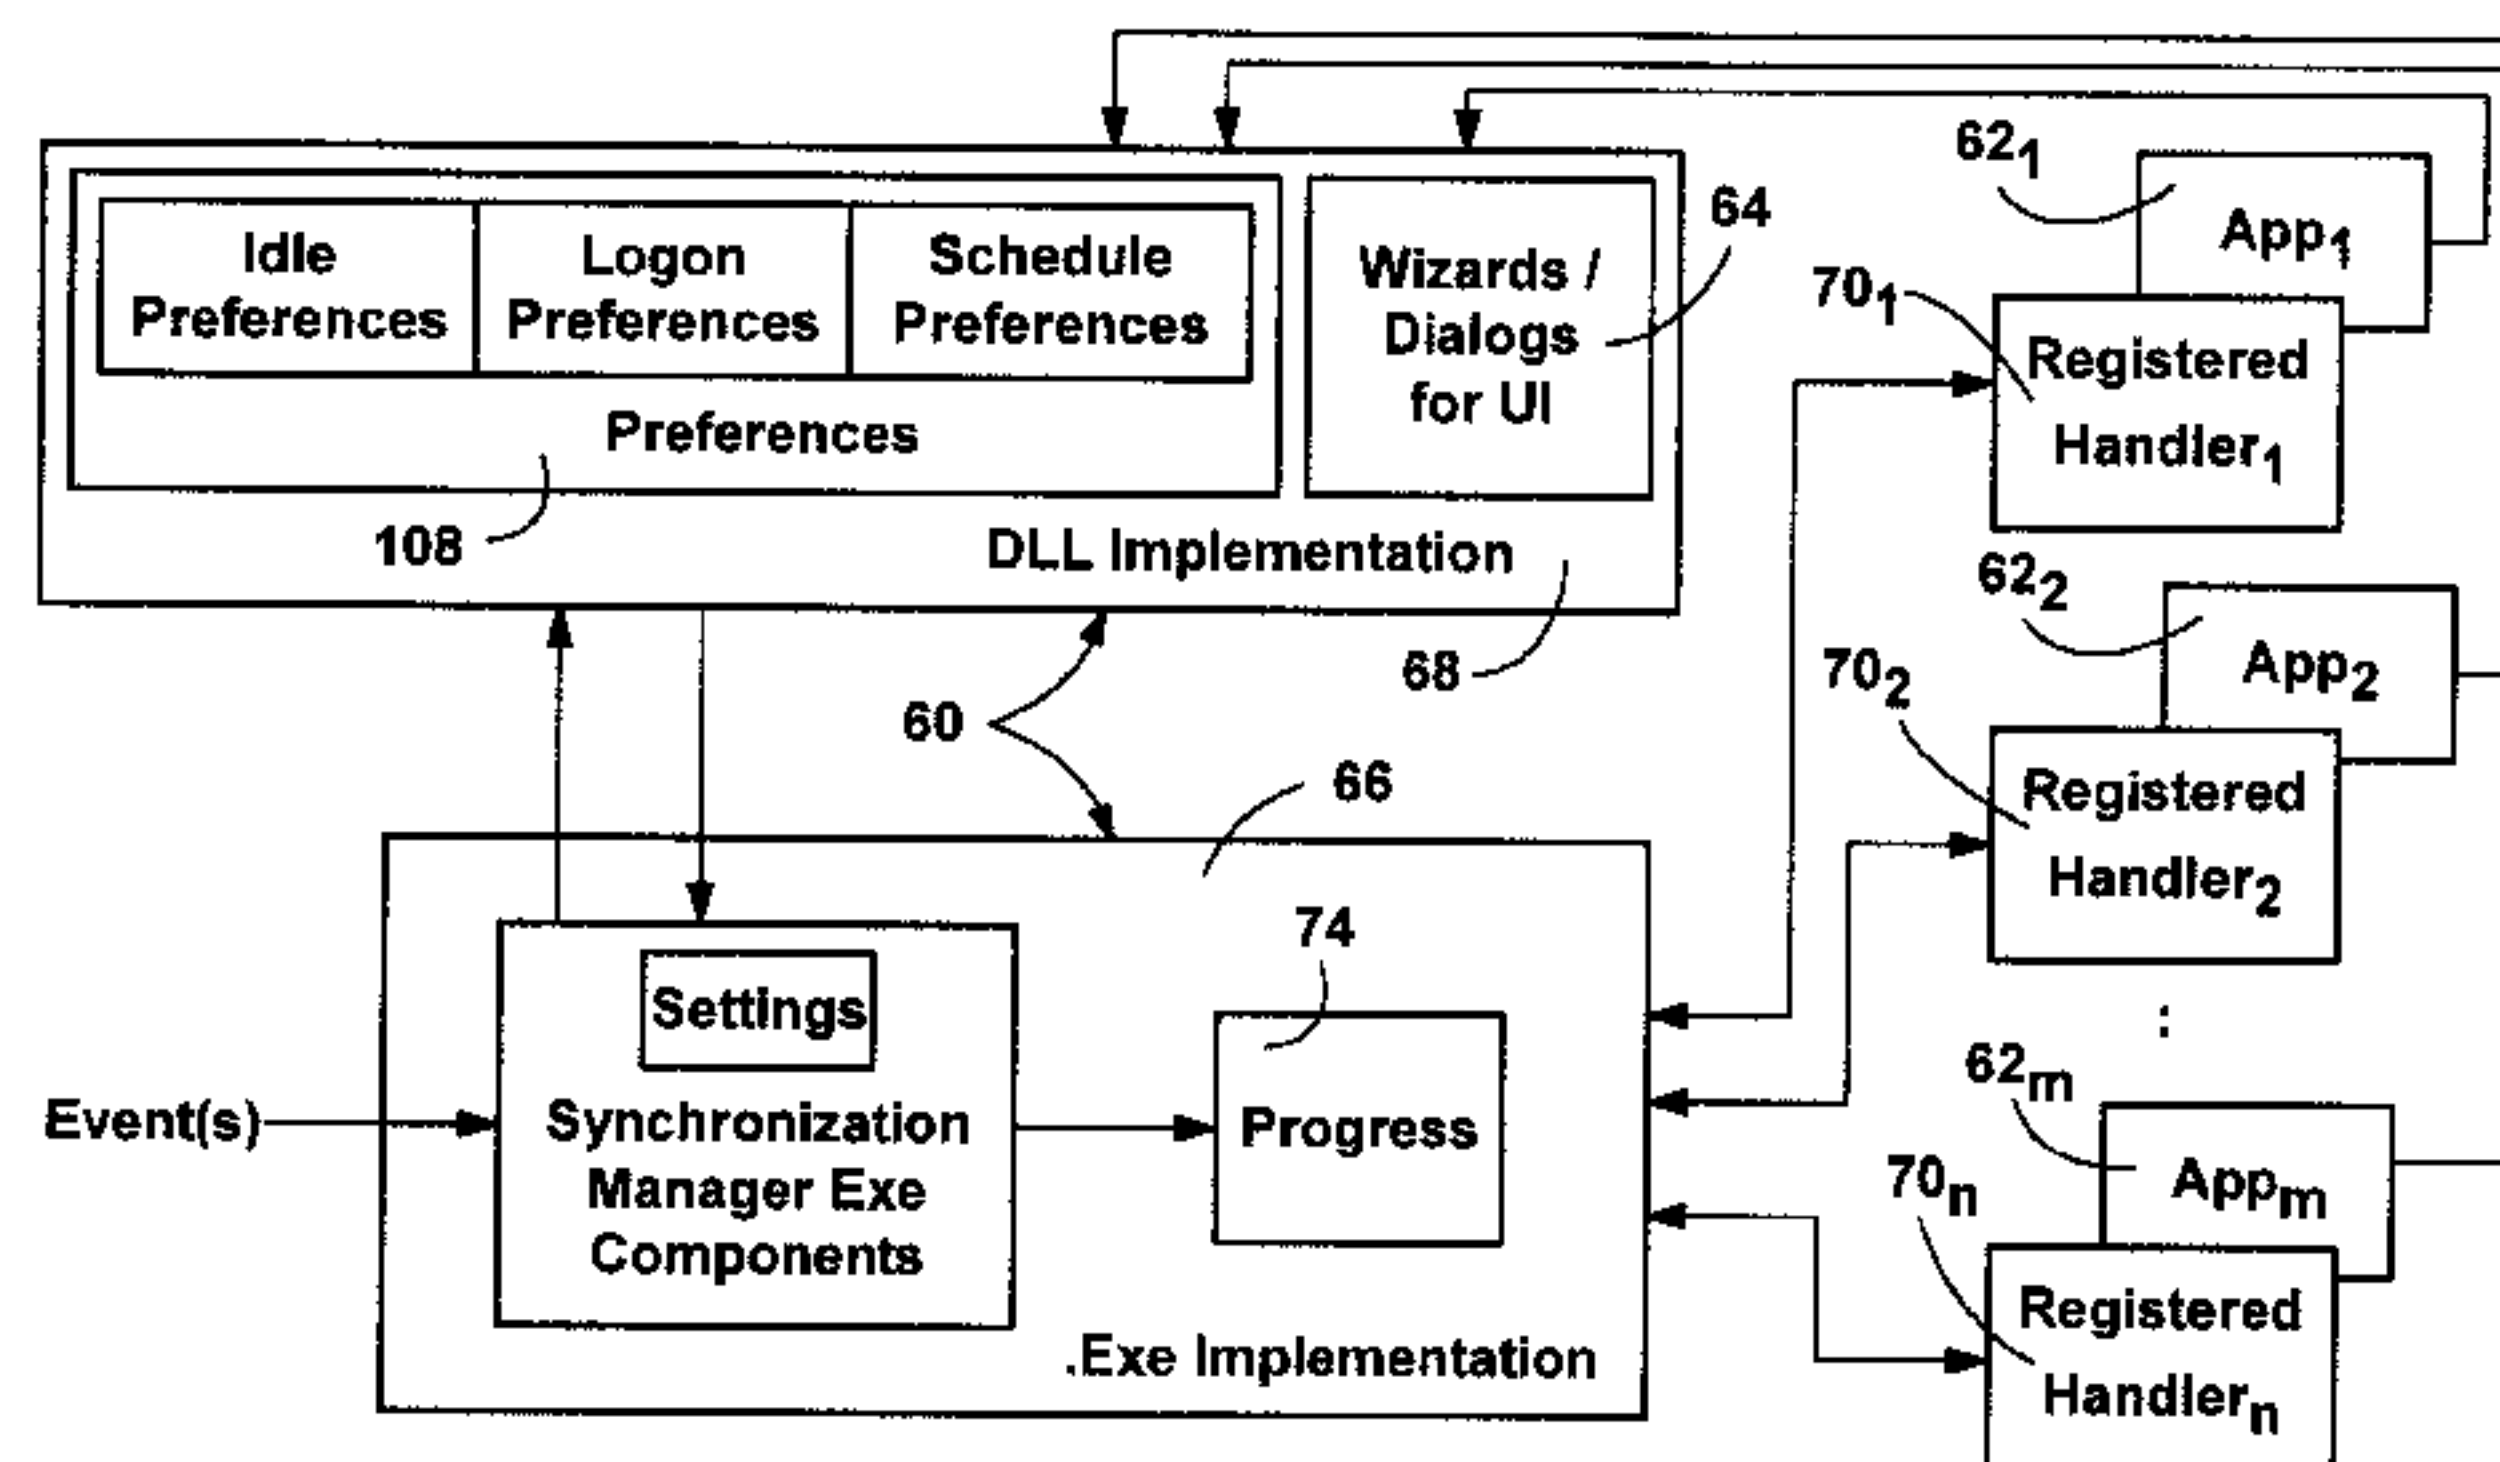 62₁
App₁
64
Idle
Preferences
Logon
Preferences
Schedule
Preferences
Wizards /
Dialogs
for UI
Preferences
70₁
Registered
Handler₁
108
DLL Implementation
68
62₂
App₂
70₂
Registered
Handler₂
60
66
74
Settings
Event(s)
Synchronization
Manager Exe
Components
Progress
.Exe Implementation
:
62m
Appm
70n
Registered
Handlern